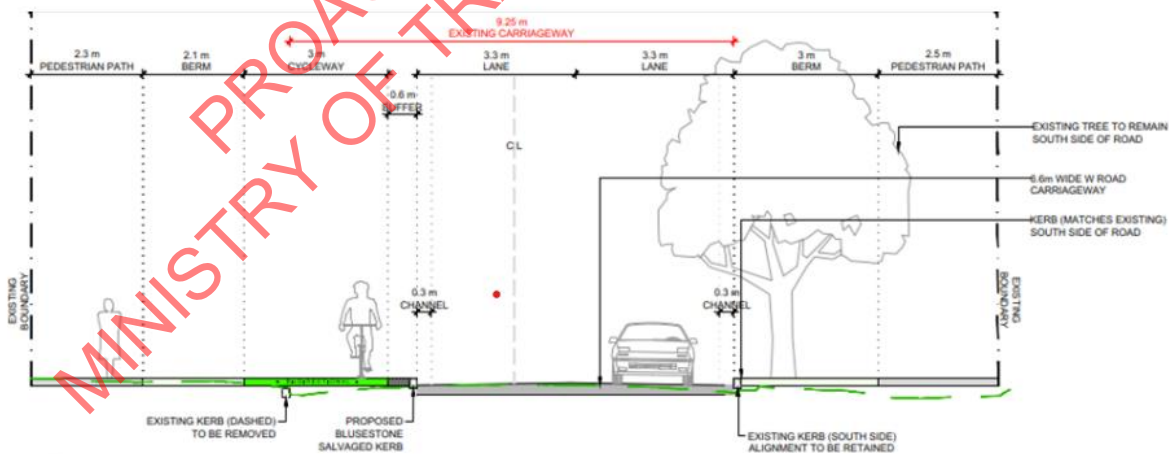 9.25 m
EXISTING CARRIAGEWAY
2.3 m
PEDESTRIAN PATH
2.1 m
BERM
3 m
CYCLEWAY
3.3 m
LANE
3.3 m
LANE
3 m
BERM
2.5 m
PEDESTRIAN PATH
0.6 m
BUFFER
CL
EXISTING TREE TO REMAIN
SOUTH SIDE OF ROAD
6.6m WIDE W ROAD
CARRIAGEWAY
KERB (MATCHES EXISTING)
SOUTH SIDE OF ROAD
0.3 m
CHANNEL
0.3 m
CHANNEL
EXISTING
BOUNDARY
EXISTING
BOUNDARY
EXISTING KERB (DASHED)
TO BE REMOVED
PROPOSED
BLUSESTONE
SALVAGED KERB
EXISTING KERB (SOUTH SIDE)
ALIGNMENT TO BE RETAINED
MINISTRY OF